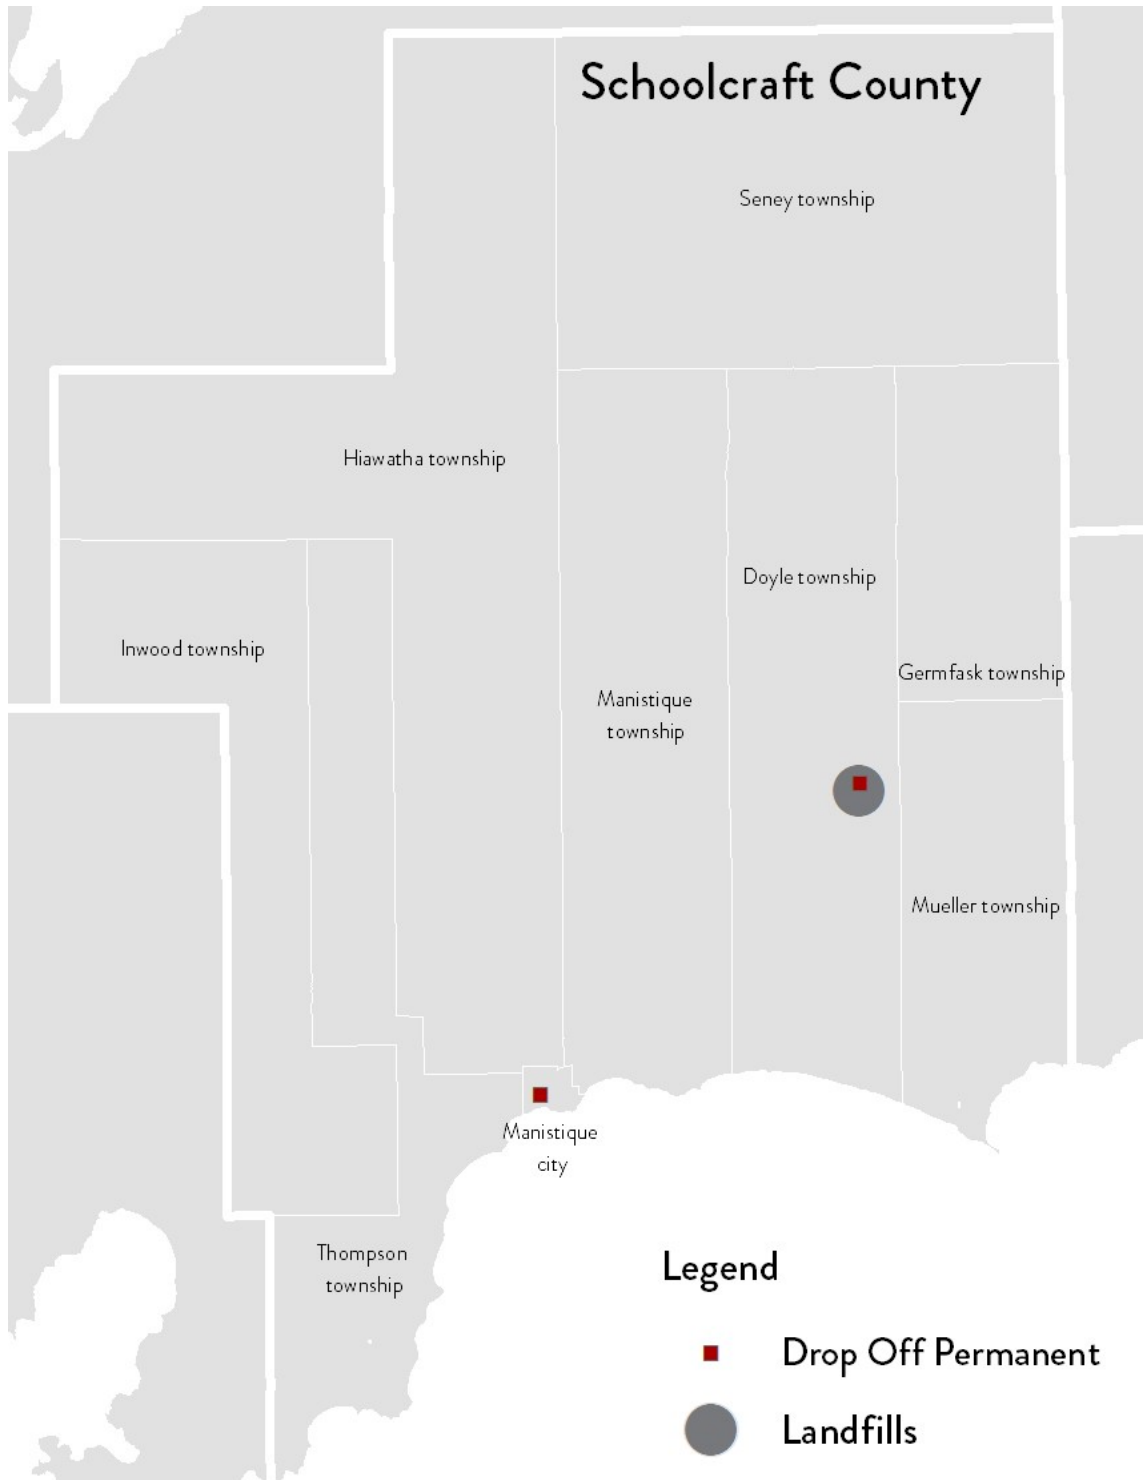 Schoolcraft County
Seney township
Hiawatha township
Doyle township
Inwood township
Germfask township
Manistique
township
Mueller township
Manistique
city
Thompson
township
Legend
Drop Off Permanent
Landfills